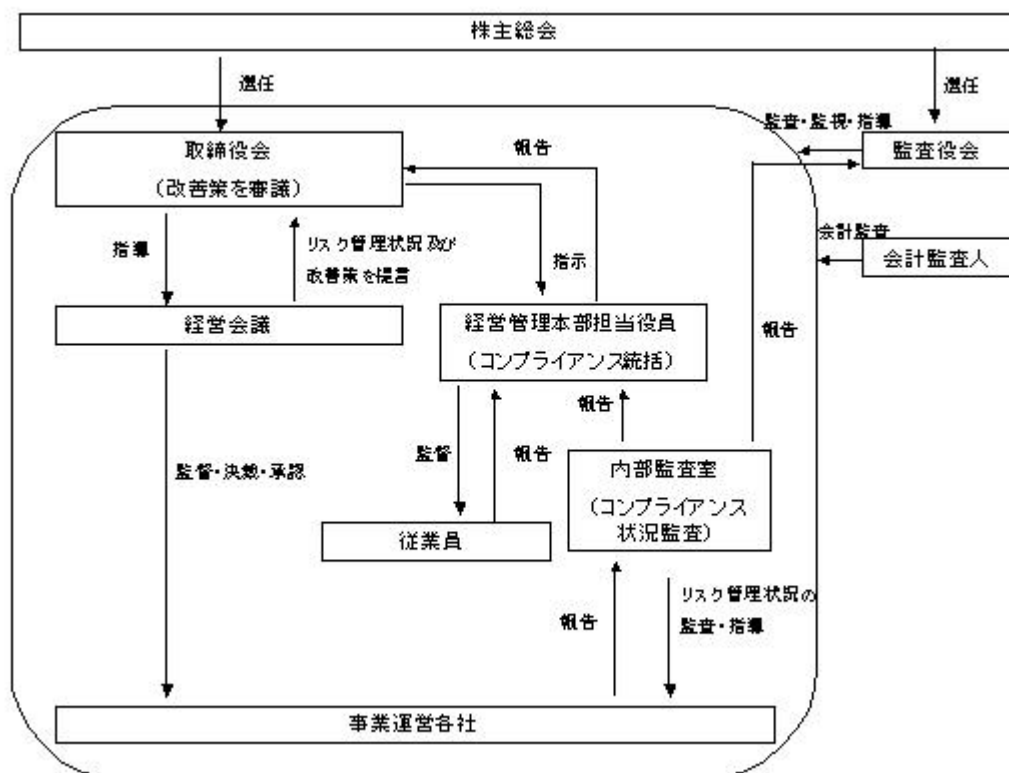 株主総会
選任
選任
監査・監視・指導
取締役会
(改善策を審議)
報告
監査役会
会計監査
会計監査人
指導
リスク管理状況及び
改善策を提言
指示
経営会議
経営管理本部担当役員
(コンプライアンス統括)
報告
報告
監督・決裁・承認
監督
報告
内部監査室
(コンプライアンス
状況監査)
従業員
報告
リスク管理状況の
監査・指導
事業運営各社